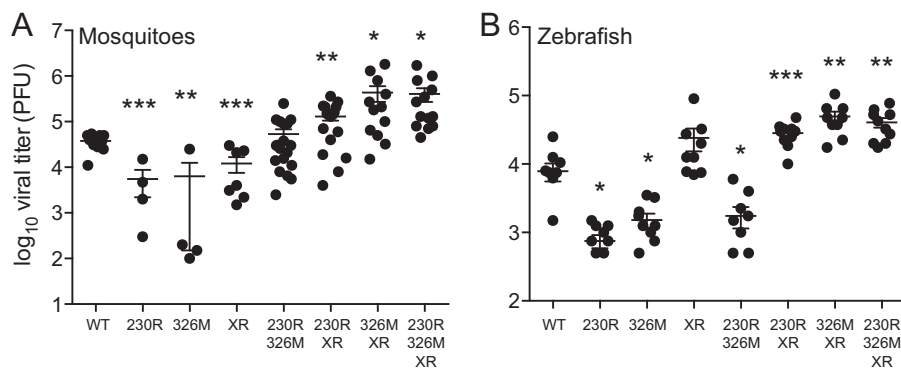 A Mosquitoes
log10 viral titer (PFU)
7
6
5
4
3
2
1
*** ** *** ** * *
WT 230R 326M XR 230R 326M 230R XR 326M XR 230R 326M XR
B Zebrafish
6
5
4
3
2
* * * *** ** **
WT 230R 326M XR 230R 326M 230R XR 326M XR 230R 326M XR